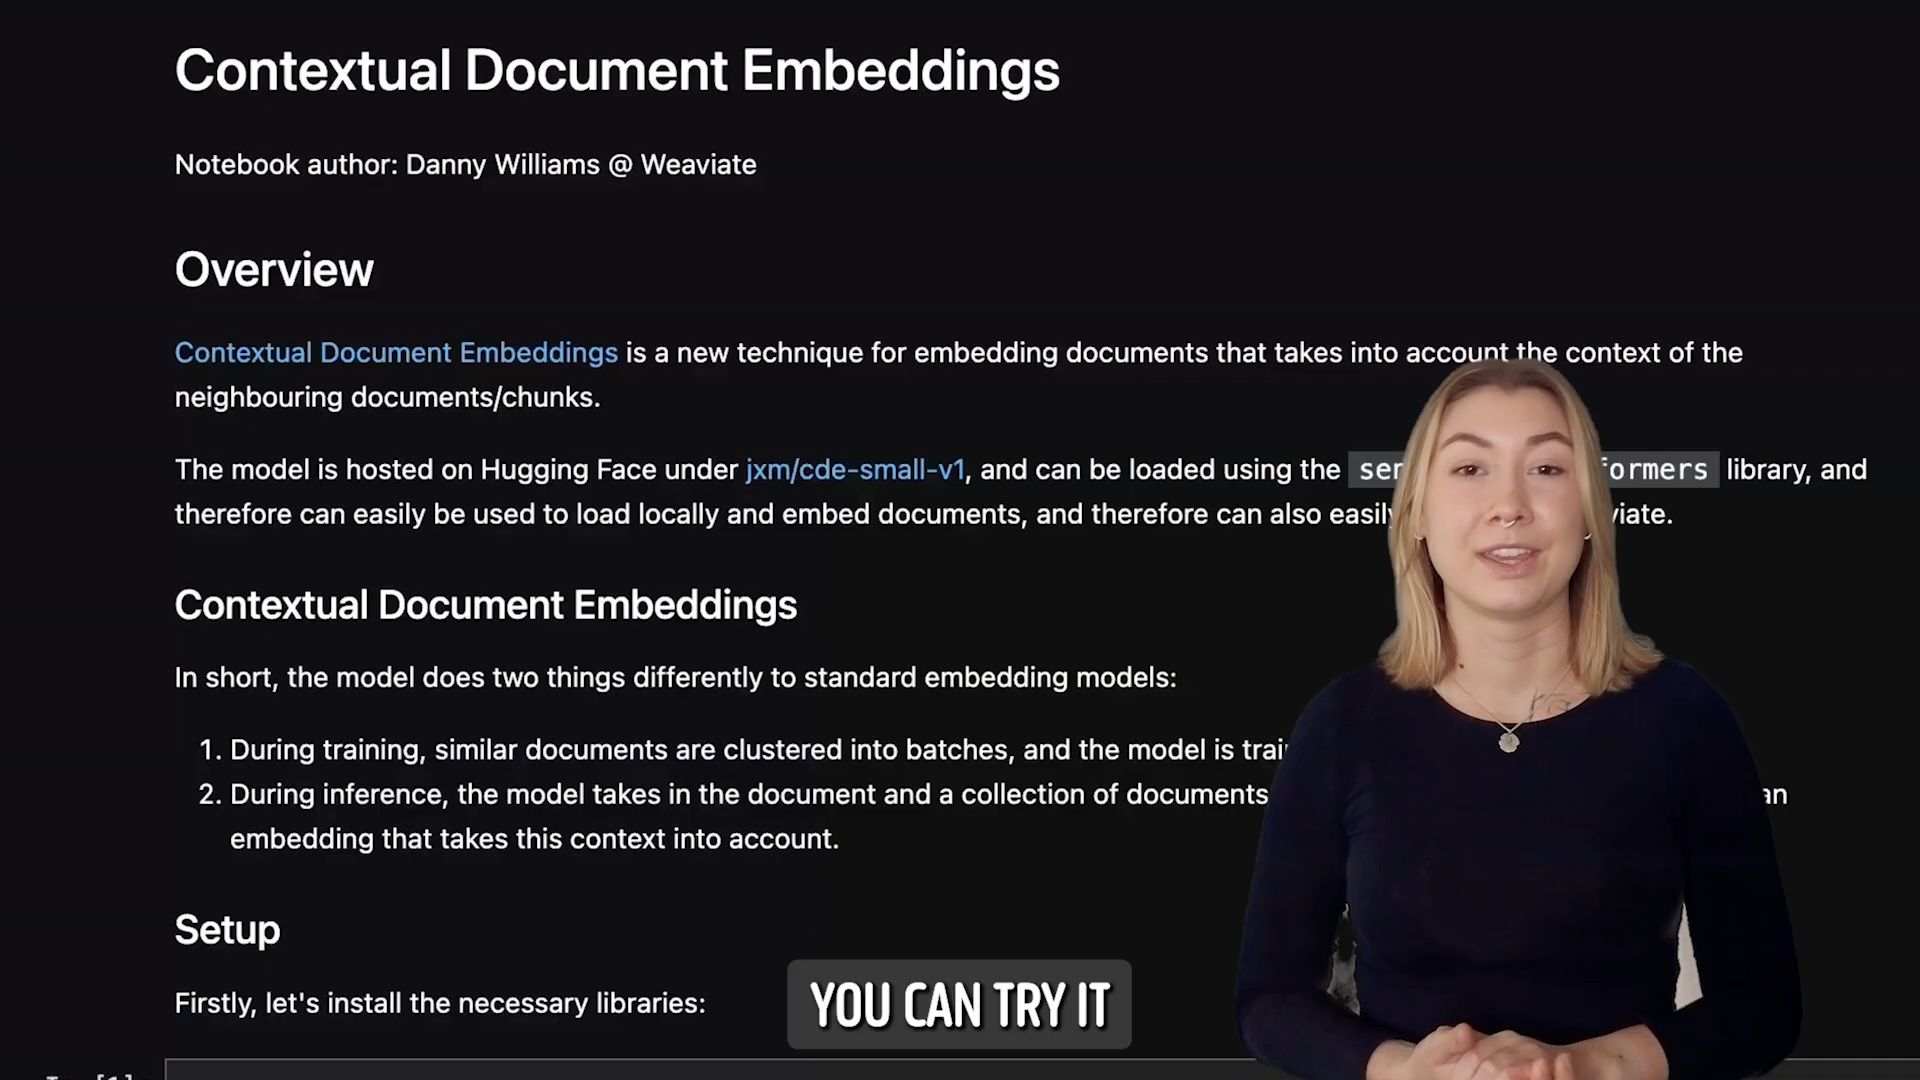 Contextual Document Embeddings
Notebook author: Danny Williams @ Weaviate
Overview
Contextual Document Embeddings is a new technique for embedding documents that takes into account the context of the
neighbouring documents/chunks.
The model is hosted on Hugging Face under jxm/cde-small-v1, and can be loaded using the library, and
therefore can easily be used to load locally and embed documents, and therefore can also easily
Contextual Document Embeddings
In short, the model does two things differently to standard embedding models:
1. During training, similar documents are clustered into batches, and the model is
2. During inference, the model takes in the document and a collection of documents an
embedding that takes this context into account.
Setup
Firstly, let's install the necessary libraries:
YOU CAN TRY IT